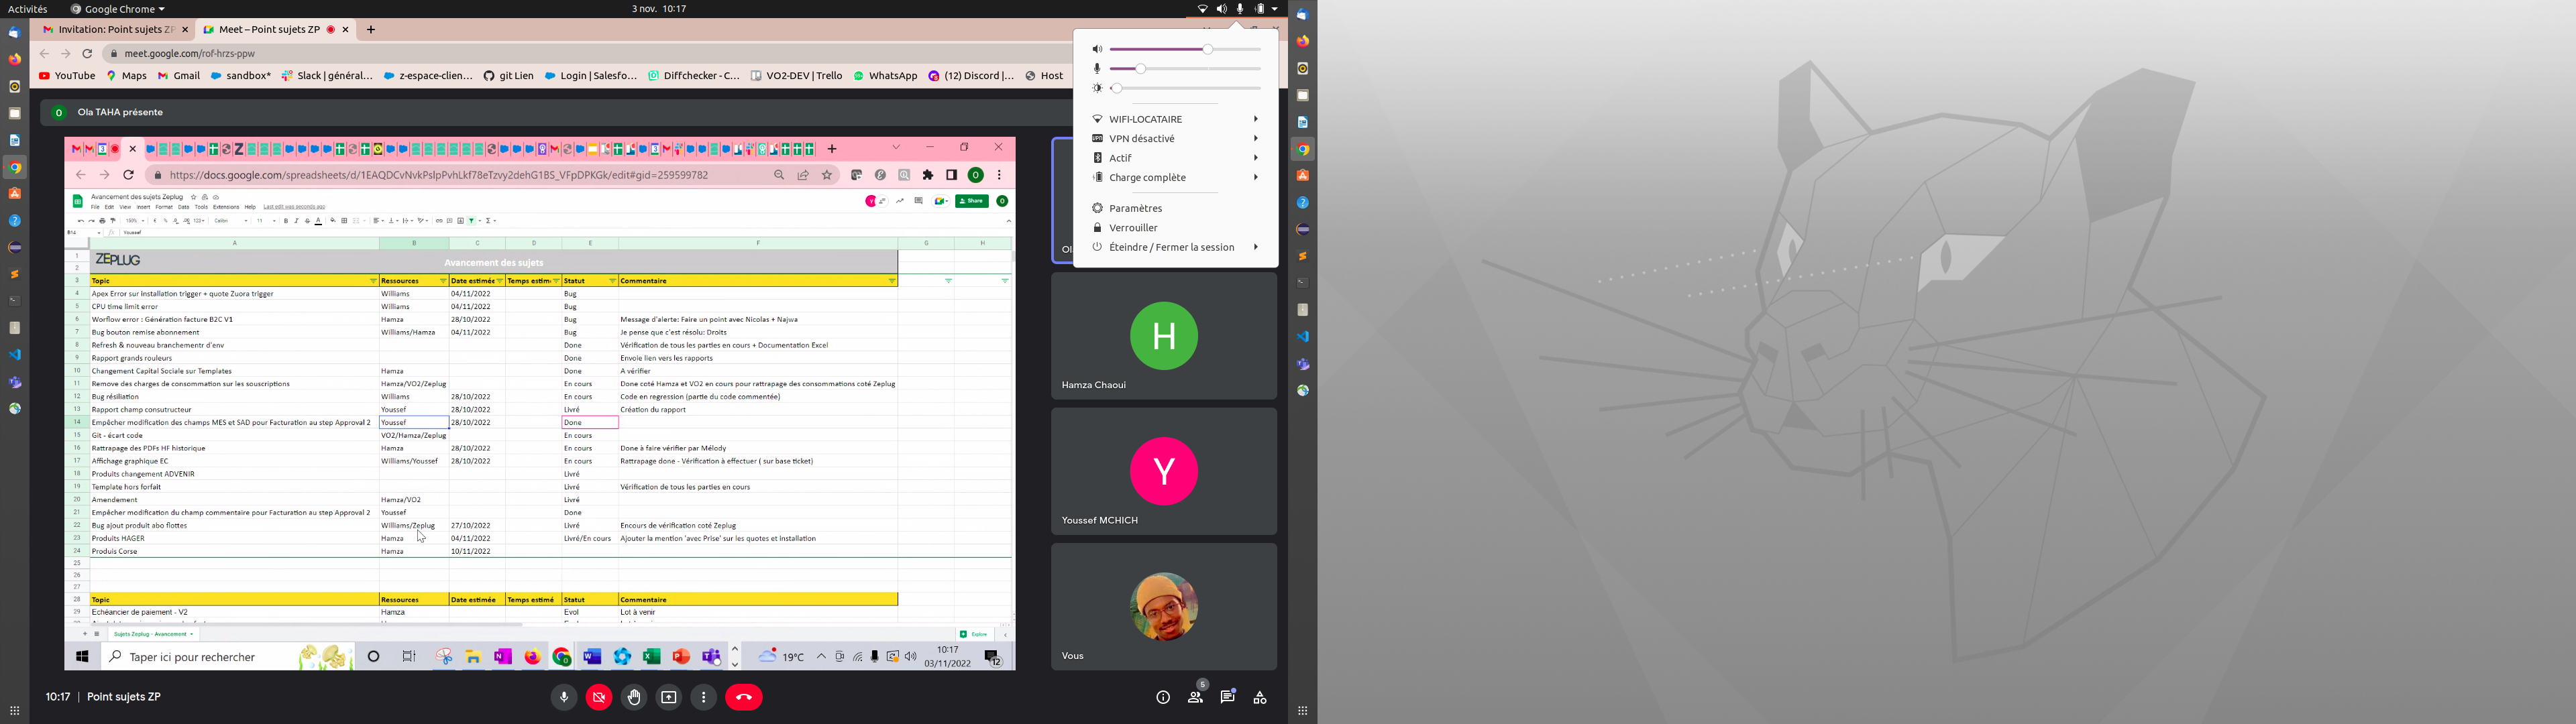 Activités
Google Chrome
3 nov.  10:17
Invitation: Point sujets ZP
Meet – Point sujets ZP
meet.google.com/rof-hrzs-ppw
YouTube
Maps
Gmail
sandbox*
Slack | général…
z-espace-clien…
git Lien
Login | Salesfo…
Diffchecker - C…
VO2-DEV | Trello
WhatsApp
(12) Discord |…
Host
WIFI-LOCATAIRE
VPN désactivé
Actif
Charge complète
Paramètres
Verrouiller
Éteindre / Fermer la session
Ola TAHA présente
https://docs.google.com/spreadsheets/d/1EAQDCvNvkPsIpPvhLkf78eTzvy2dehG1BS_VFpDPKGk/edit#gid=259599782
Avancement des sujets Zeplug
File Edit View Insert Format Data Tools Extensions Help Last edit was seconds ago
Share
B14 Youssef
A B C D E F G H
ZEPLUG
Avancement des sujets
3 Topic Ressources Date estimée Temps estim Statut Commentaire
4 Apex Error sur installation trigger + quote Zuora trigger Williams 04/11/2022 Bug
5 CPU time limit error Williams 04/11/2022 Bug
6 Worflow error : Génération facture B2C V1 Hamza 28/10/2022 Bug Message d'alerte: Faire un point avec Nicolas + Najwa
7 Bug bouton remise abonnement Williams/Hamza 04/11/2022 Bug Je pense que c'est résolu: Droits
8 Refresh & nouveau branchementr d'env Done Vérification de tous les parties en cours + Documentation Excel
9 Rapport grands rouleurs Done Envoie lien vers les rapports
10 Changement Capital Sociale sur Templates Hamza Done A vérifier
11 Remove des charges de consommation sur les souscriptions Hamza/VO2/Zeplug En cours Done coté Hamza et VO2 en cours pour rattrapage des consommations coté Zeplug
12 Bug résiliation Williams 28/10/2022 En cours Code en regression (partie du code commentée)
13 Rapport champ consutructeur Youssef 28/10/2022 Livré Création du rapport
14 Empêcher modification des champs MES et SAD pour Facturation au step Approval 2 Youssef 28/10/2022 Done
15 Git - écart code VO2/Hamza/Zeplug En cours
16 Rattrapage des PDFs HF historique Hamza 28/10/2022 En cours Done à faire vérifier par Mélody
17 Affichage graphique EC Williams/Youssef 28/10/2022 En cours Rattrapage done - Vérification à effectuer ( sur base ticket)
18 Produits changement ADVENIR Livré
19 Template hors forfait Livré Vérification de tous les parties en cours
20 Amendement Hamza/VO2 Livré
21 Empêcher modification du champ commentaire pour Facturation au step Approval 2 Youssef Done
22 Bug ajout produit abo flottes Williams/Zeplug 27/10/2022 Livré Encours de vérification coté Zeplug
23 Produits HAGER Hamza 04/11/2022 Livré/En cours Ajouter la mention 'avec Prise' sur les quotes et installation
24 Produis Corse Hamza 10/11/2022
25
26
27
28 Topic Ressources Date estimée Temps estimé Statut Commentaire
29 Echéancier de paiement - V2 Hamza Evol Lot à venir
Sujets Zeplug - Avancement
Explore
Taper ici pour rechercher
19°C
10:17
03/11/2022
12
Ol
H
Hamza Chaoui
Y
Youssef MCHICH
Vous
10:17 | Point sujets ZP
5